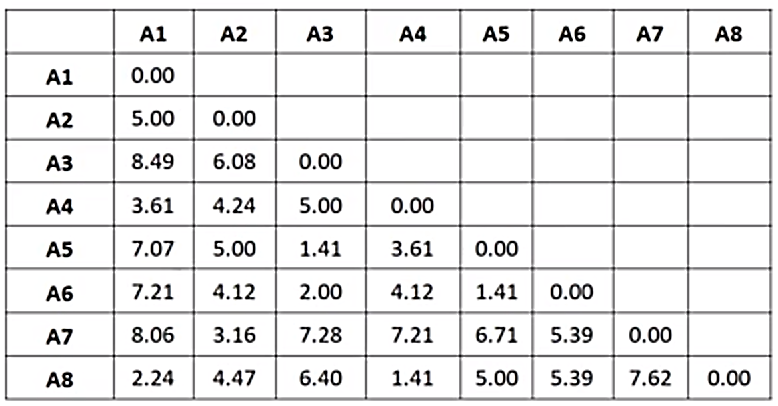 A1 A2 A3 A4 A5 A6 A7 A8
A1 0.00
A2 5.00 0.00
A3 8.49 6.08 0.00
A4 3.61 4.24 5.00 0.00
A5 7.07 5.00 1.41 3.61 0.00
A6 7.21 4.12 2.00 4.12 1.41 0.00
A7 8.06 3.16 7.28 7.21 6.71 5.39 0.00
A8 2.24 4.47 6.40 1.41 5.00 5.39 7.62 0.00